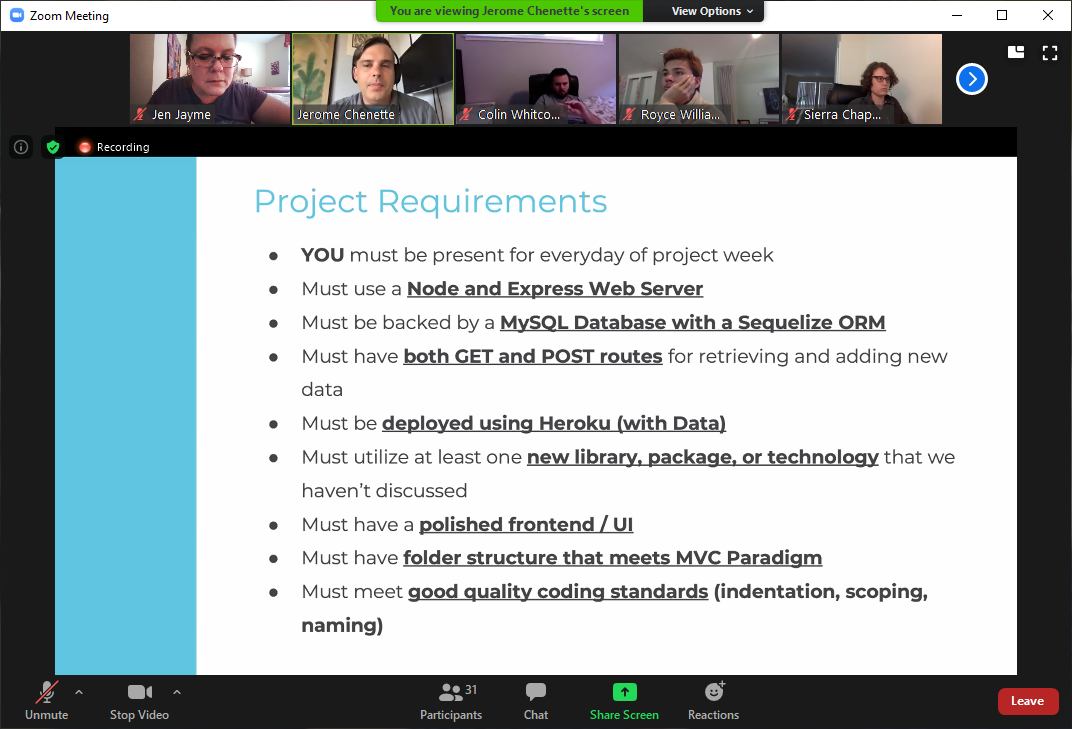 Zoom Meeting
You are viewing Jerome Chenette's screen
View Options
Jen Jayme
Jerome Chenette
Colin Whitco...
Royce Willia...
Sierra Chap...
Recording
Project Requirements
● YOU must be present for everyday of project week
● Must use a Node and Express Web Server
● Must be backed by a MySQL Database with a Sequelize ORM
● Must have both GET and POST routes for retrieving and adding new
data
● Must be deployed using Heroku (with Data)
● Must utilize at least one new library, package, or technology that we
haven't discussed
● Must have a polished frontend / UI
● Must have folder structure that meets MVC Paradigm
● Must meet good quality coding standards (indentation, scoping,
naming)
Unmute
Stop Video
31
Participants
Chat
Share Screen
Reactions
Leave